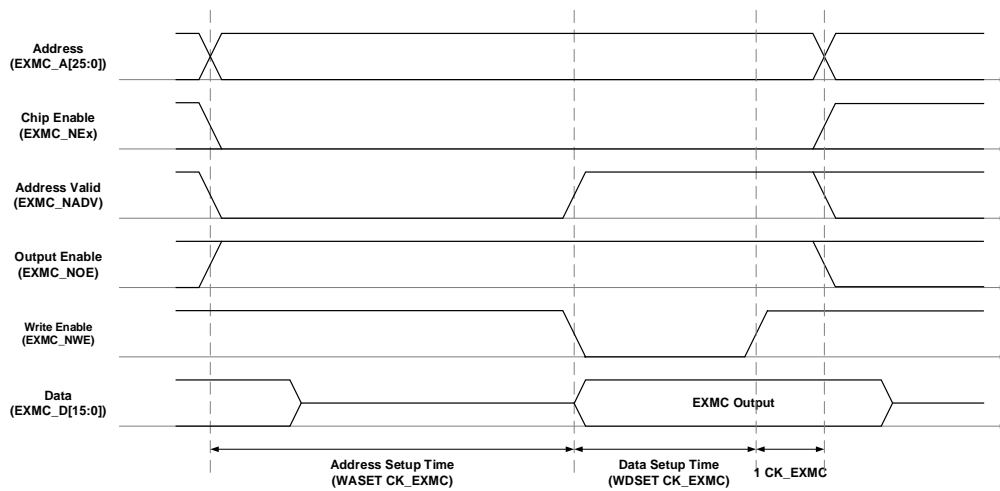 Address
(EXMC_A[25:0])
Chip Enable
(EXMC_NEx)
Address Valid
(EXMC_NADV)
Output Enable
(EXMC_NOE)
Write Enable
(EXMC_NWE)
Data
(EXMC_D[15:0])
EXMC Output
Address Setup Time
(WASET CK_EXMC)
Data Setup Time
(WDSET CK_EXMC)
1 CK_EXMC